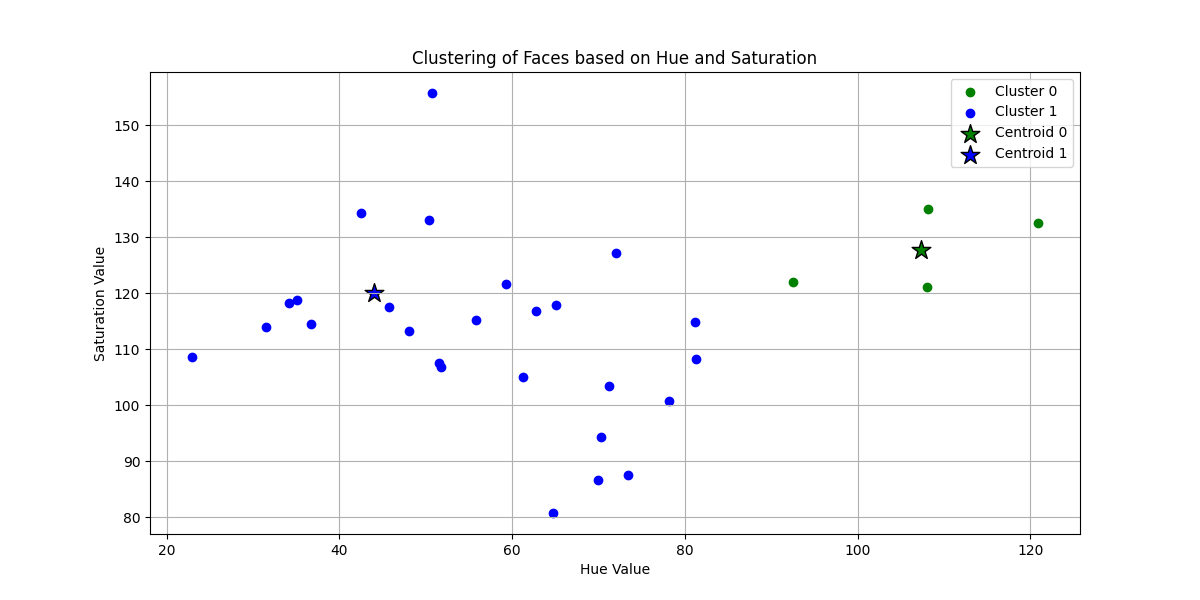 Clustering of Faces based on Hue and Saturation
Cluster 0
Cluster 1
Centroid 0
Centroid 1
Saturation Value
150
140
130
120
110
100
90
80
20 40 60 80 100 120
Hue Value